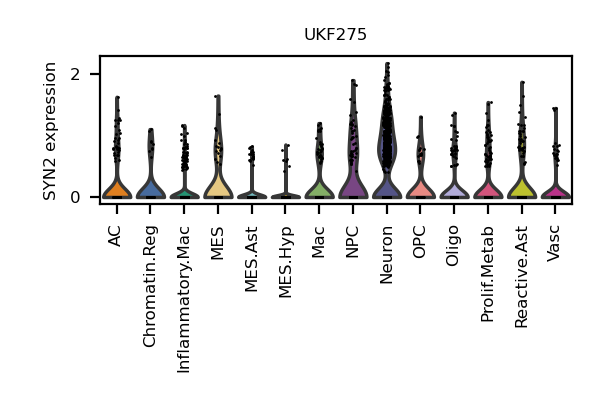 UKF275
SYN2 expression
2
0
AC
Chromatin.Reg
Inflammatory.Mac
MES
MES.Ast
MES.Hyp
Mac
NPC
Neuron
OPC
Oligo
Prolif.Metab
Reactive.Ast
Vasc